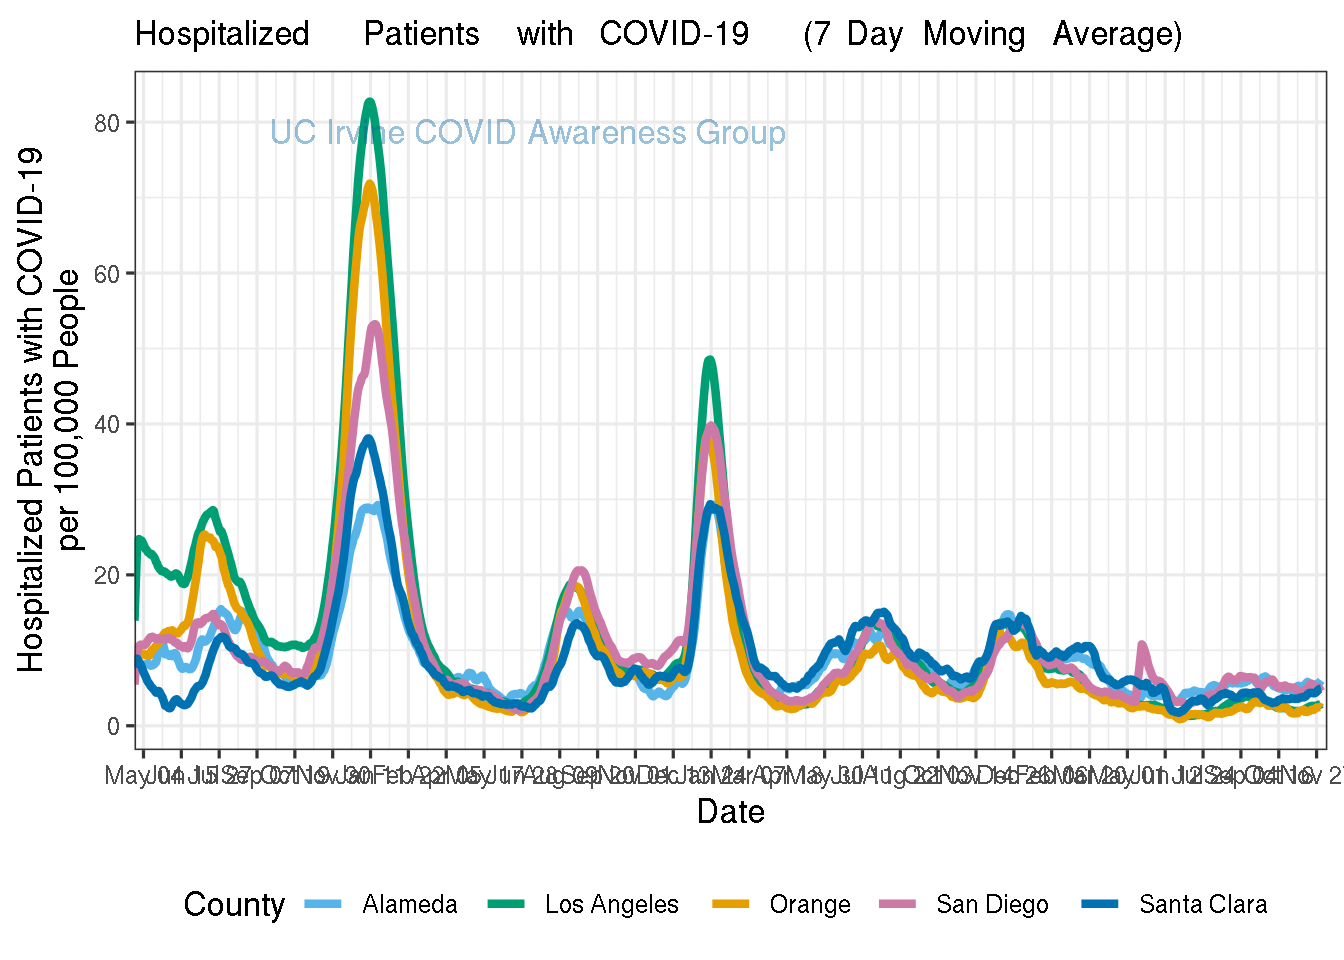 Hospitalized Patients with COVID-19 (7 Day Moving Average)
UC Irvine COVID Awareness Group
Hospitalized Patients with COVID-19
per 100,000 People
80
60
40
20
0
Date
County Alameda Los Angeles Orange San Diego Santa Clara